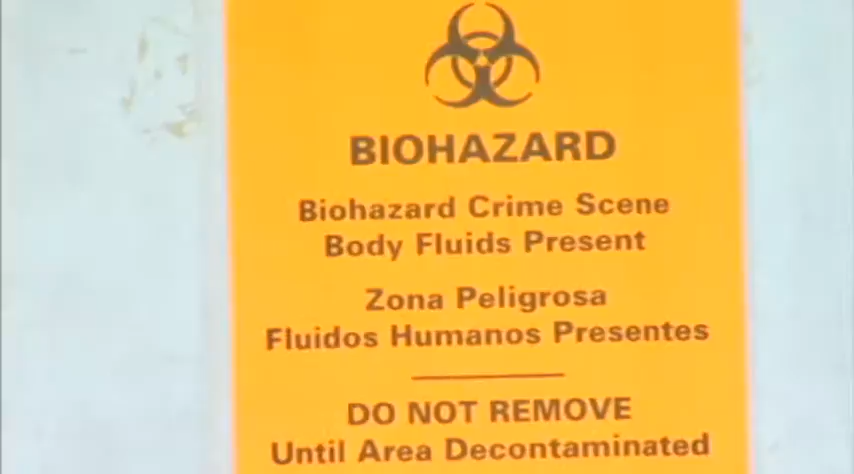 BIOHAZARD
Biohazard Crime Scene
Body Fluids Present
Zona Peligrosa
Fluidos Humanos Presentes
DO NOT REMOVE
Until Area Decontaminated